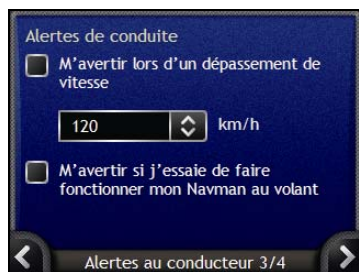 Alertes de conduite
M'avertir lors d'un dépassement de
vitesse
120 km/h
M'avertir si j'essaie de faire
fonctionner mon Navman au volant
Alertes au conducteur 3/4